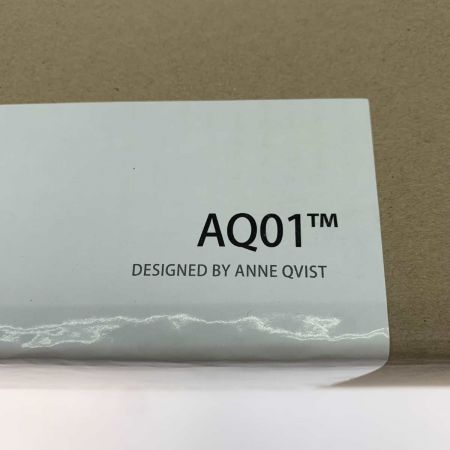 AQ01™
DESIGNED BY ANNE QVIST